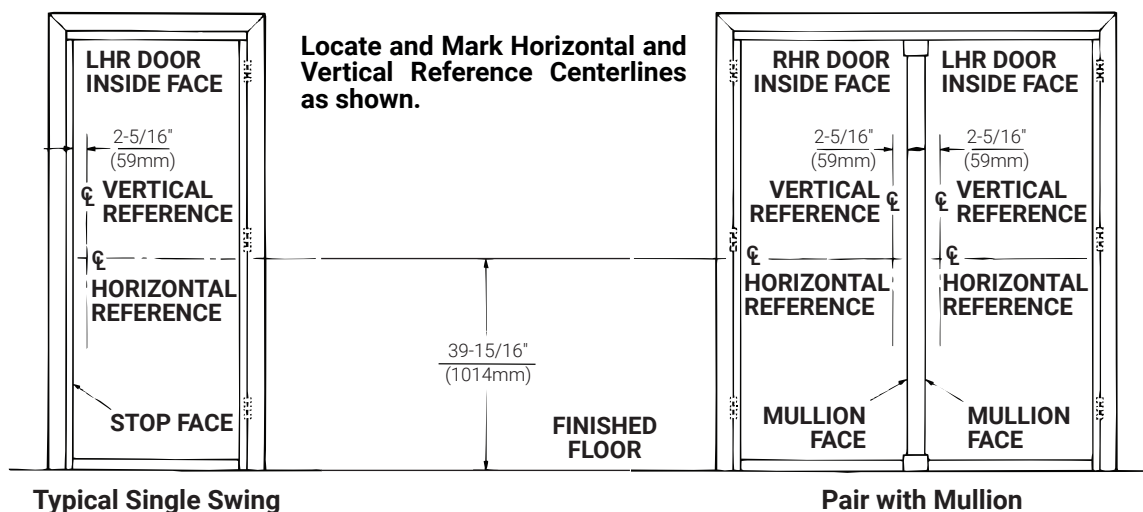 LHR DOOR
INSIDE FACE
2-5/16"
(59mm)
℄ VERTICAL
REFERENCE
℄
HORIZONTAL
REFERENCE
STOP FACE
Typical Single Swing
Locate and Mark Horizontal and
Vertical Reference Centerlines
as shown.
39-15/16"
(1014mm)
FINISHED
FLOOR
RHR DOOR
INSIDE FACE
2-5/16"
(59mm)
VERTICAL
REFERENCE ℄
℄
HORIZONTAL
REFERENCE
MULLION
FACE
LHR DOOR
INSIDE FACE
2-5/16"
(59mm)
VERTICAL
℄ REFERENCE
℄
HORIZONTAL
REFERENCE
MULLION
FACE
Pair with Mullion